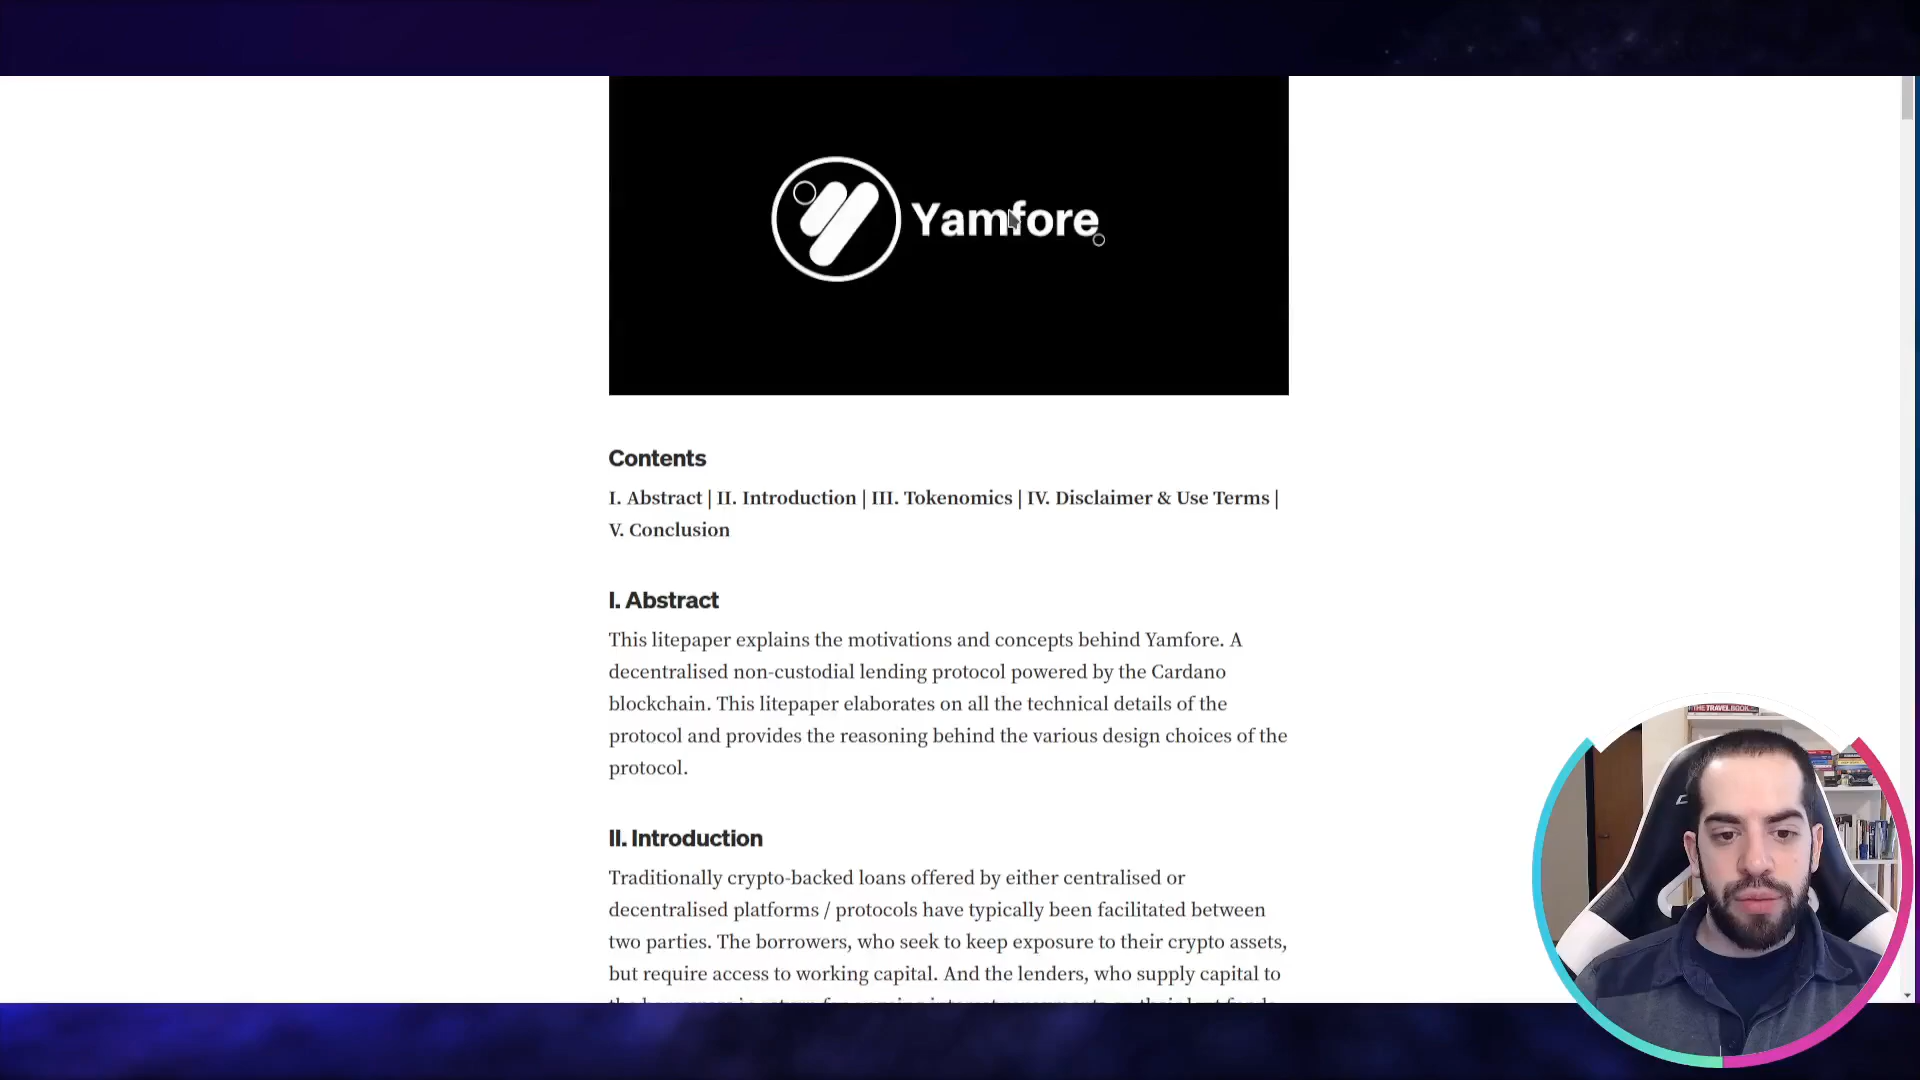 Yamfore
Contents
I. Abstract | II. Introduction | III. Tokenomics | IV. Disclaimer & Use Terms |
V. Conclusion
I. Abstract
This litepaper explains the motivations and concepts behind Yamfore. A
decentralised non-custodial lending protocol powered by the Cardano
blockchain. This litepaper elaborates on all the technical details of the
protocol and provides the reasoning behind the various design choices of the
protocol.
II. Introduction
Traditionally crypto-backed loans offered by either centralised or
decentralised platforms / protocols have typically been facilitated between
two parties. The borrowers, who seek to keep exposure to their crypto assets,
but require access to working capital. And the lenders, who supply capital to
THE TRAVEL BOOK